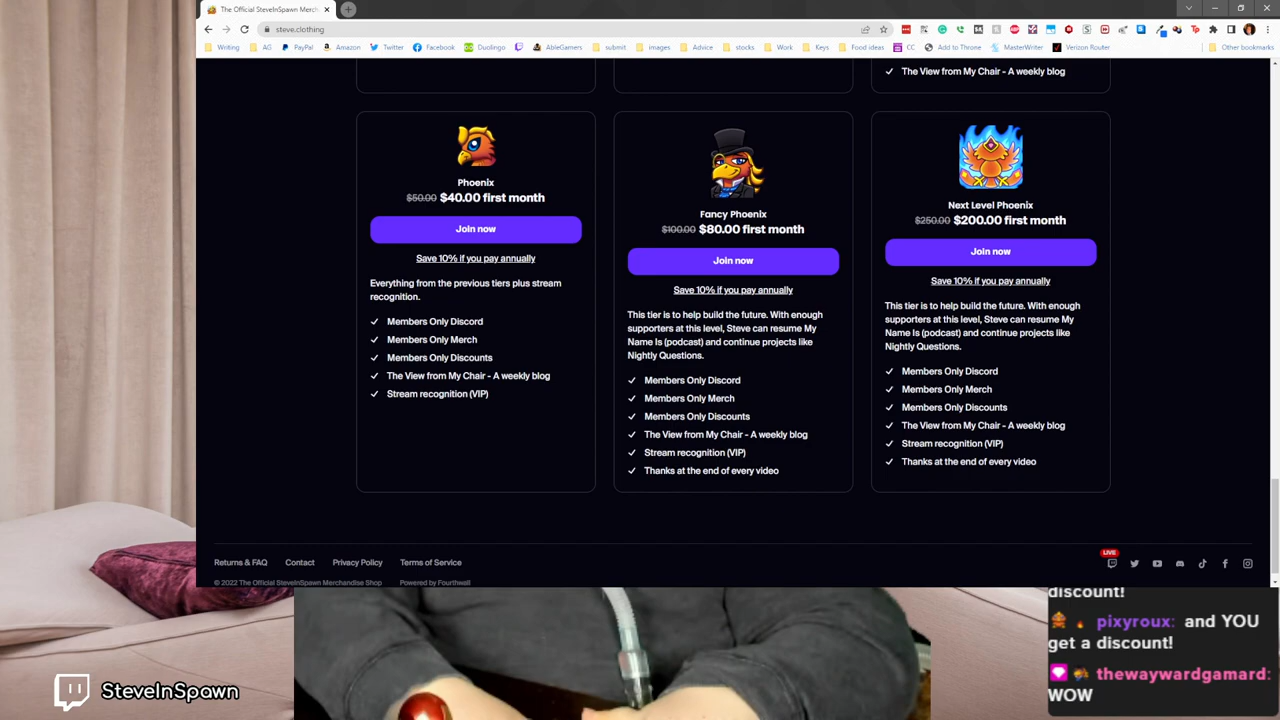 The Official SteveInSpawn Merch
steve.clothing
Writing AG PayPal Amazon Twitter Facebook Duolingo AbleGamers submit images Advice stocks Work Keys Food ideas CC Add to Throne MasterWriter Verizon Router Other bookmarks
The View from My Chair - A weekly blog
Phoenix
$50.00 $40.00 first month
Join now
Save 10% if you pay annually
Everything from the previous tiers plus stream
recognition.
Members Only Discord
Members Only Merch
Members Only Discounts
The View from My Chair - A weekly blog
Stream recognition (VIP)
Fancy Phoenix
$100.00 $80.00 first month
Join now
Save 10% if you pay annually
This tier is to help build the future. With enough
supporters at this level, Steve can resume My
Name Is (podcast) and continue projects like
Nightly Questions.
Members Only Discord
Members Only Merch
Members Only Discounts
The View from My Chair - A weekly blog
Stream recognition (VIP)
Thanks at the end of every video
Next Level Phoenix
$250.00 $200.00 first month
Join now
Save 10% if you pay annually
This tier is to help build the future. With enough
supporters at this level, Steve can resume My
Name Is (podcast) and continue projects like
Nightly Questions.
Members Only Discord
Members Only Merch
Members Only Discounts
The View from My Chair - A weekly blog
Stream recognition (VIP)
Thanks at the end of every video
Returns & FAQ Contact Privacy Policy Terms of Service
LIVE
© 2022 The Official SteveInSpawn Merchandise Shop Powered by Fourthwall
discount!
pixyroux: and YOU
get a discount!
thewaywardgamard:
WOW
SteveInSpawn